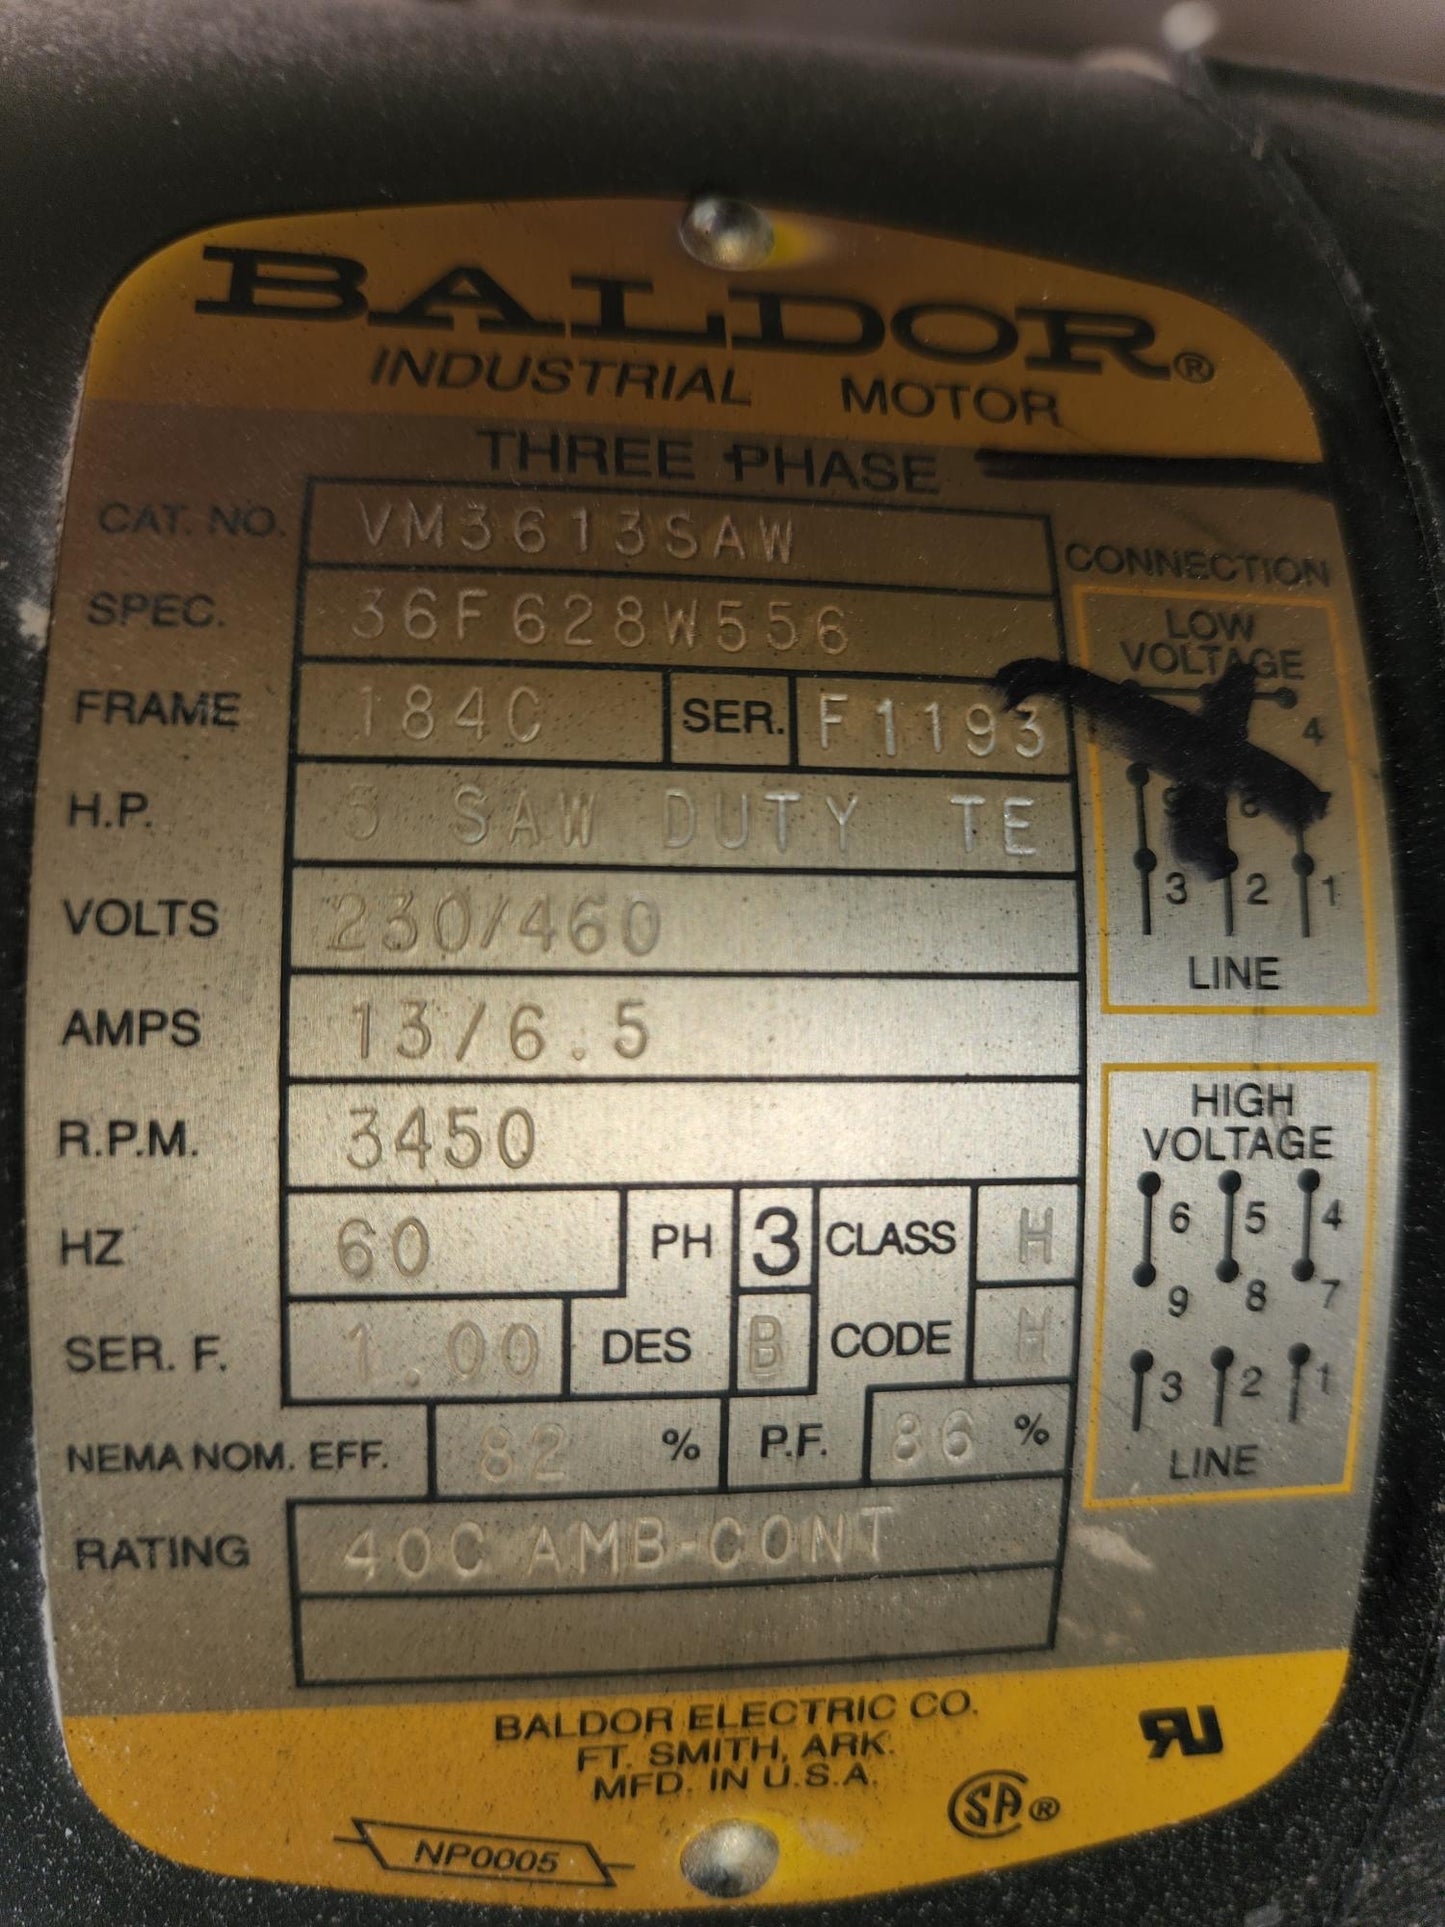 BALDOR®
INDUSTRIAL MOTOR
THREE PHASE
CAT. NO. VM3613SAW
SPEC. 36F628W556
FRAME 184C SER. F1193
H.P. SAW DUTY TE
VOLTS 230/460
AMPS 13/6.5
R.P.M. 3450
HZ 60 PH 3 CLASS H
SER. F. 1.00 DES B CODE H
NEMA NOM. EFF. 82 % P.F. 86 %
RATING 40C AMB-CONT
CONNECTION
LOW
VOLTAGE
4
3 2 1
LINE
HIGH
VOLTAGE
6 5 4
9 8 7
3 2 1
LINE
BALDOR ELECTRIC CO.
FT. SMITH, ARK.
MFD. IN U.S.A.
NP0005
SA®
RU